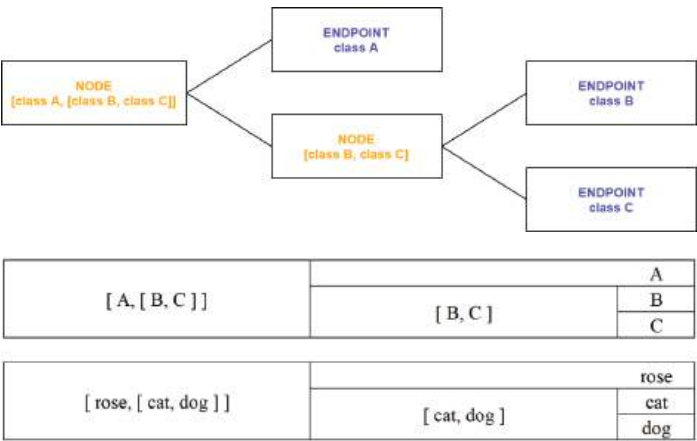 ENDPOINT
class A
NODE
[class A, [class B, class C]]
ENDPOINT
class B
NODE
[class B, class C]
ENDPOINT
class C
[ A, [ B, C ] ]
A
[ B, C ]
B
C
[ rose, [ cat, dog ] ]
rose
[ cat, dog ]
cat
dog